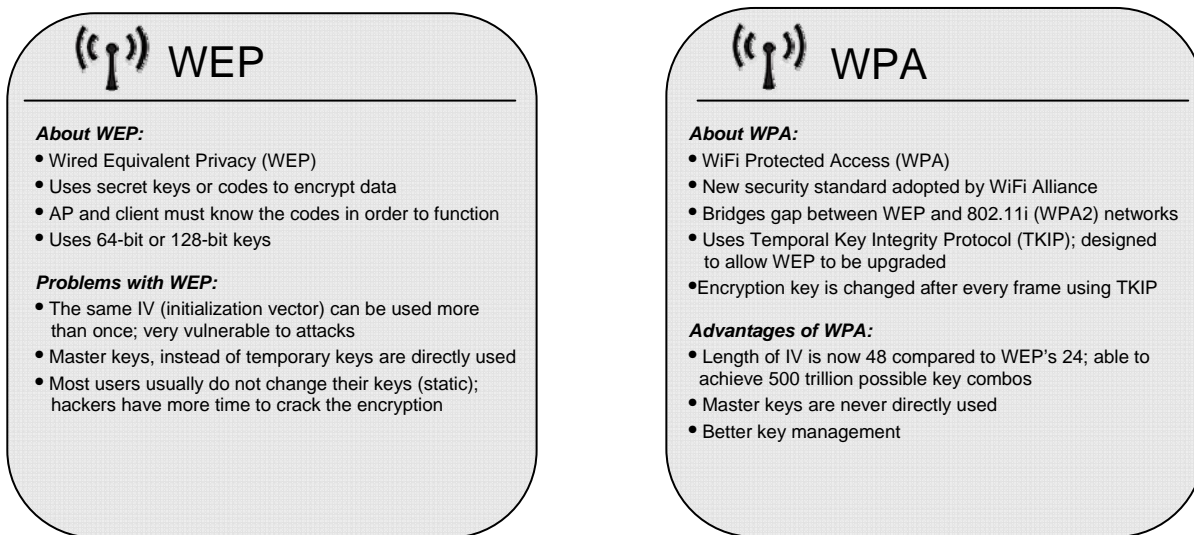 WEP
About WEP:
• Wired Equivalent Privacy (WEP)
• Uses secret keys or codes to encrypt data
• AP and client must know the codes in order to function
• Uses 64-bit or 128-bit keys
Problems with WEP:
• The same IV (initialization vector) can be used more
than once; very vulnerable to attacks
• Master keys, instead of temporary keys are directly used
• Most users usually do not change their keys (static);
hackers have more time to crack the encryption
WPA
About WPA:
• WiFi Protected Access (WPA)
• New security standard adopted by WiFi Alliance
• Bridges gap between WEP and 802.11i (WPA2) networks
• Uses Temporal Key Integrity Protocol (TKIP); designed
to allow WEP to be upgraded
•Encryption key is changed after every frame using TKIP
Advantages of WPA:
• Length of IV is now 48 compared to WEP’s 24; able to
achieve 500 trillion possible key combos
• Master keys are never directly used
• Better key management